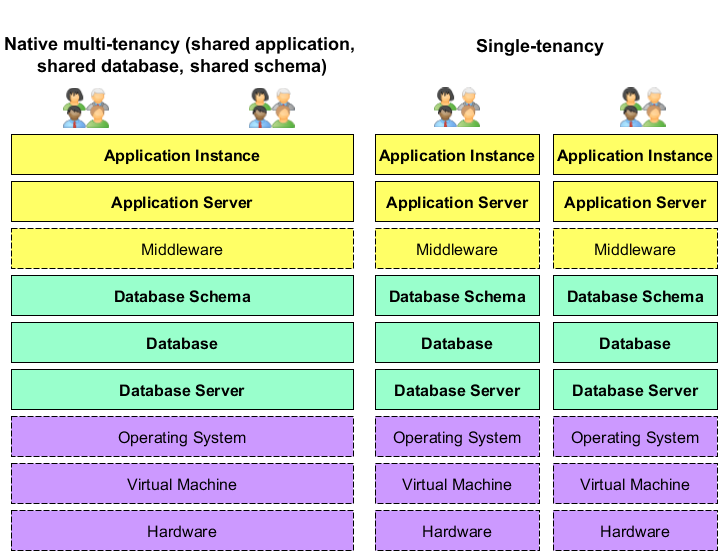 Native multi-tenancy (shared application,
shared database, shared schema)
Single-tenancy
Application Instance
Application Server
Middleware
Database Schema
Database
Database Server
Operating System
Virtual Machine
Hardware
Application Instance
Application Server
Middleware
Database Schema
Database
Database Server
Operating System
Virtual Machine
Hardware
Application Instance
Application Server
Middleware
Database Schema
Database
Database Server
Operating System
Virtual Machine
Hardware